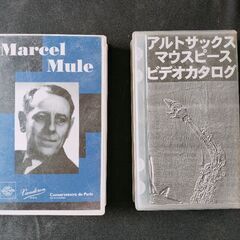 Marcel
Mule
Vandoren
Conservatoire de Paris
アルトサックス
マウスピース
ビデオカタログ